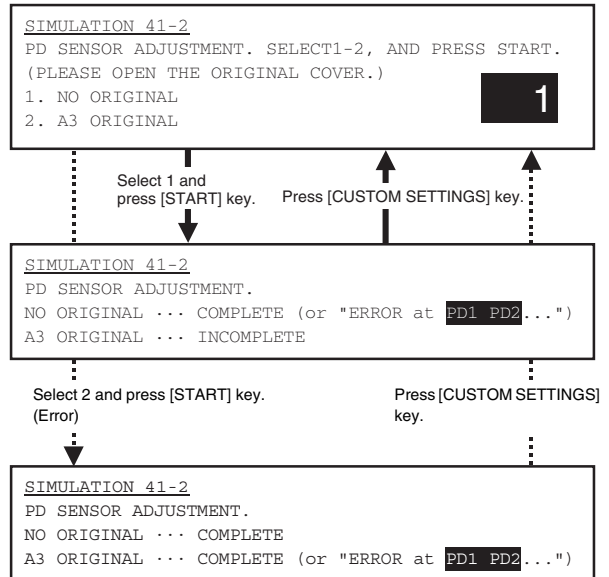 SIMULATION 41-2
PD SENSOR ADJUSTMENT. SELECT1-2, AND PRESS START.
(PLEASE OPEN THE ORIGINAL COVER.)
1. NO ORIGINAL
2. A3 ORIGINAL
1
Select 1 and
press [START] key.
Press [CUSTOM SETTINGS] key.
SIMULATION 41-2
PD SENSOR ADJUSTMENT.
NO ORIGINAL ··· COMPLETE (or "ERROR at PD1 PD2...")
A3 ORIGINAL ··· INCOMPLETE
Select 2 and press [START] key.
(Error)
Press [CUSTOM SETTINGS]
key.
SIMULATION 41-2
PD SENSOR ADJUSTMENT.
NO ORIGINAL ··· COMPLETE
A3 ORIGINAL ··· COMPLETE (or "ERROR at PD1 PD2...")